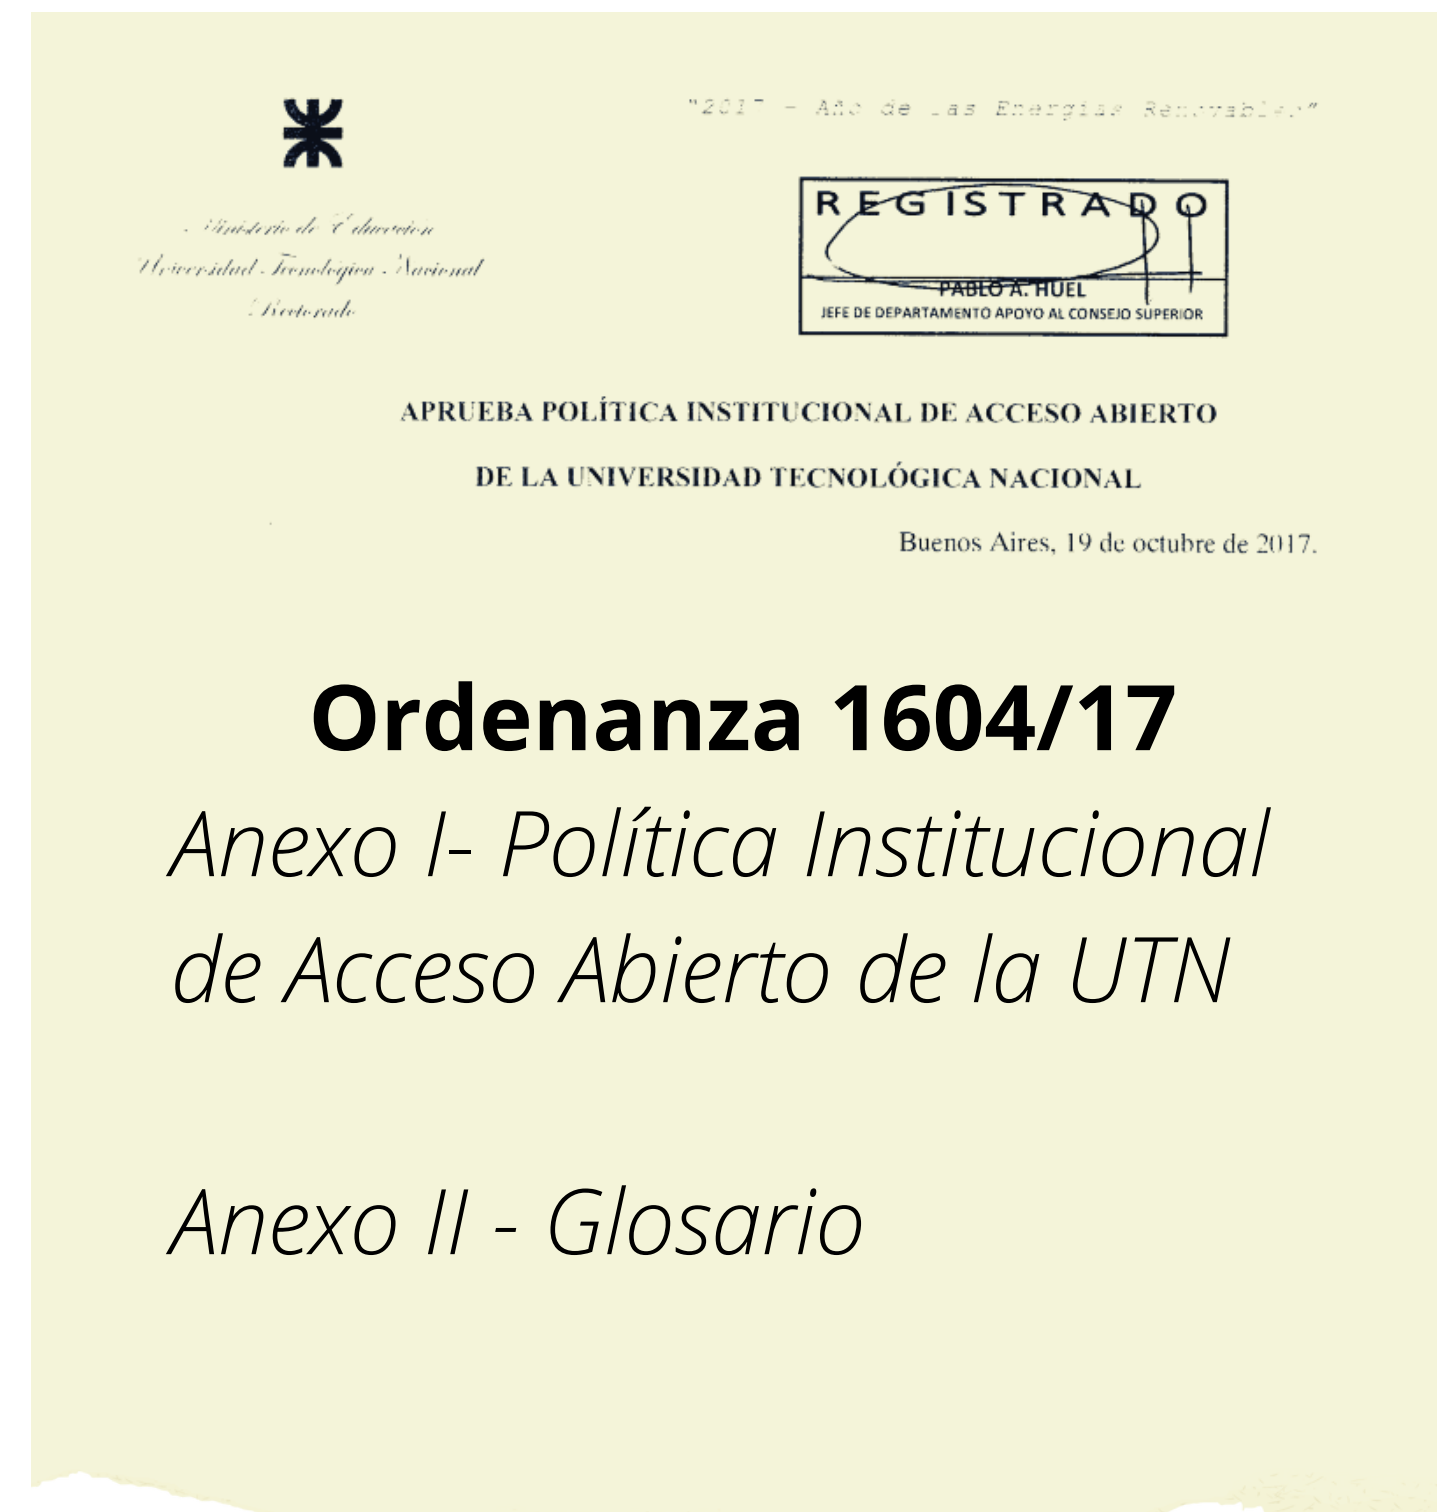 "2017 - Año de las Energías Renovables"
REGISTRADO
PABLO A. HUEL
JEFE DE DEPARTAMENTO APOYO AL CONSEJO SUPERIOR
Ministerio de Educación
Universidad Tecnológica Nacional
Rectorado
APRUEBA POLÍTICA INSTITUCIONAL DE ACCESO ABIERTO
DE LA UNIVERSIDAD TECNOLÓGICA NACIONAL
Buenos Aires, 19 de octubre de 2017.
Ordenanza 1604/17
Anexo I- Política Institucional
de Acceso Abierto de la UTN
Anexo II - Glosario